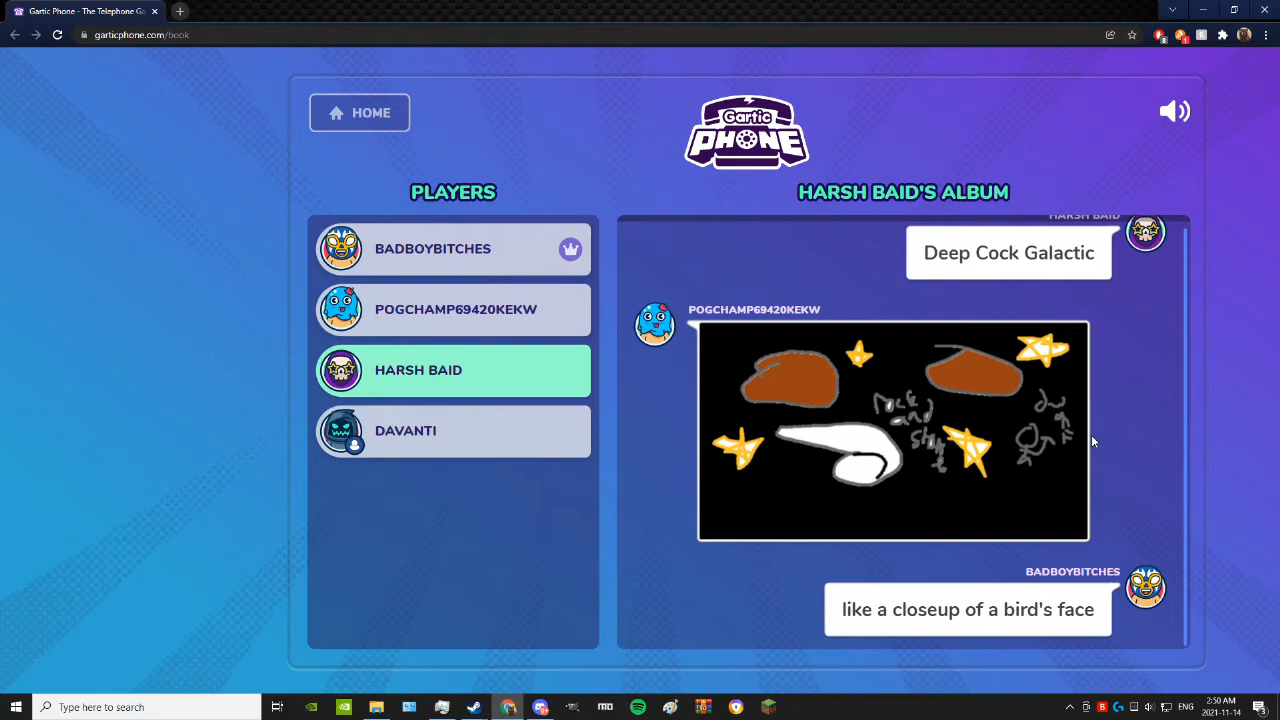 Gartic Phone - The Telephone Ga
garticphone.com/book
HOME
Gartic
PHONE
PLAYERS
HARSH BAID'S ALBUM
BADBOYBITCHES
POGCHAMP69420KEKW
HARSH BAID
DAVANTI
HARSH BAID
Deep Cock Galactic
POGCHAMP69420KEKW
rock
and
BADBOYBITCHES
like a closeup of a bird's face
Type here to search
ENG
2:50 AM
2021-11-14